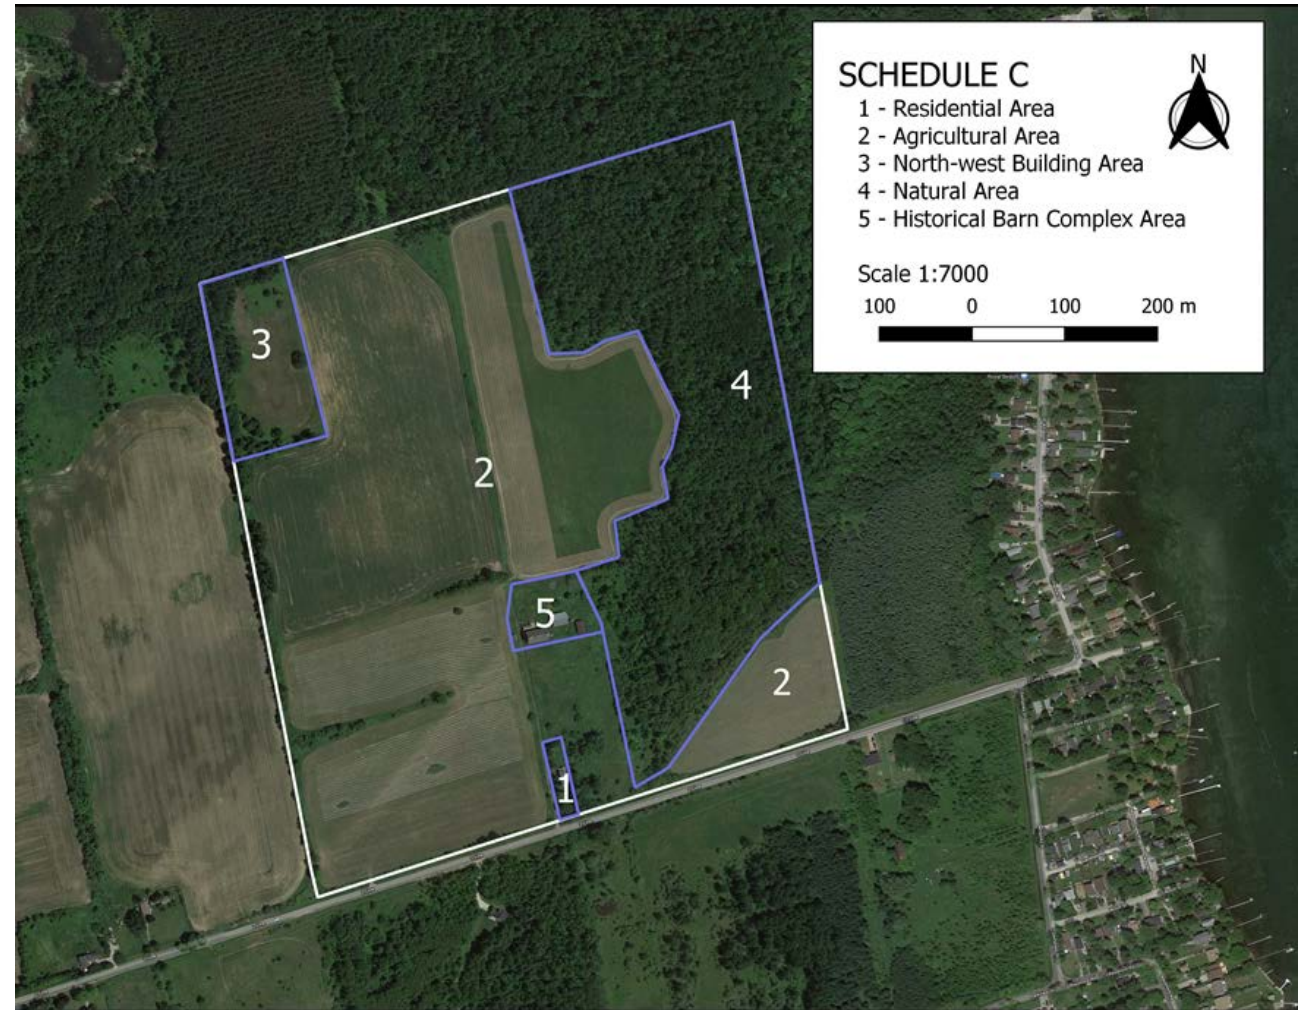 SCHEDULE C
N
1 - Residential Area
2 - Agricultural Area
3 - North-west Building Area
4 - Natural Area
5 - Historical Barn Complex Area
Scale 1:7000
100 0 100 200 m
3
4
2
5
2
1